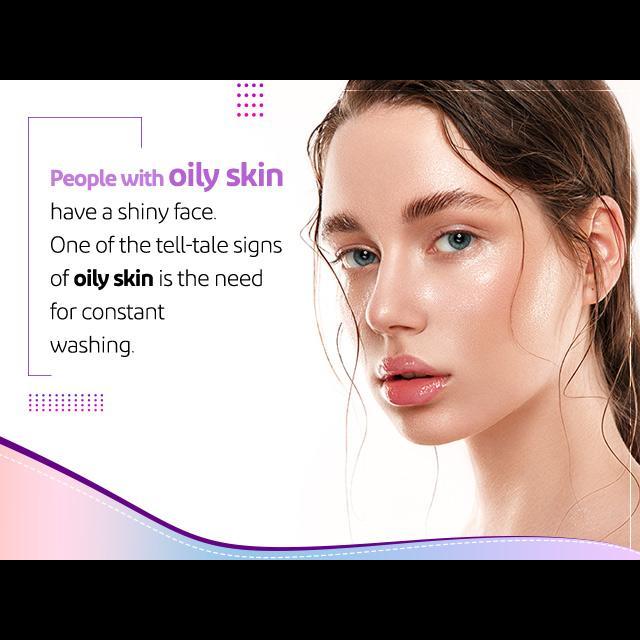 People with oily skin
have a shiny face.
One of the tell-tale signs
of oily skin is the need
for constant
washing.